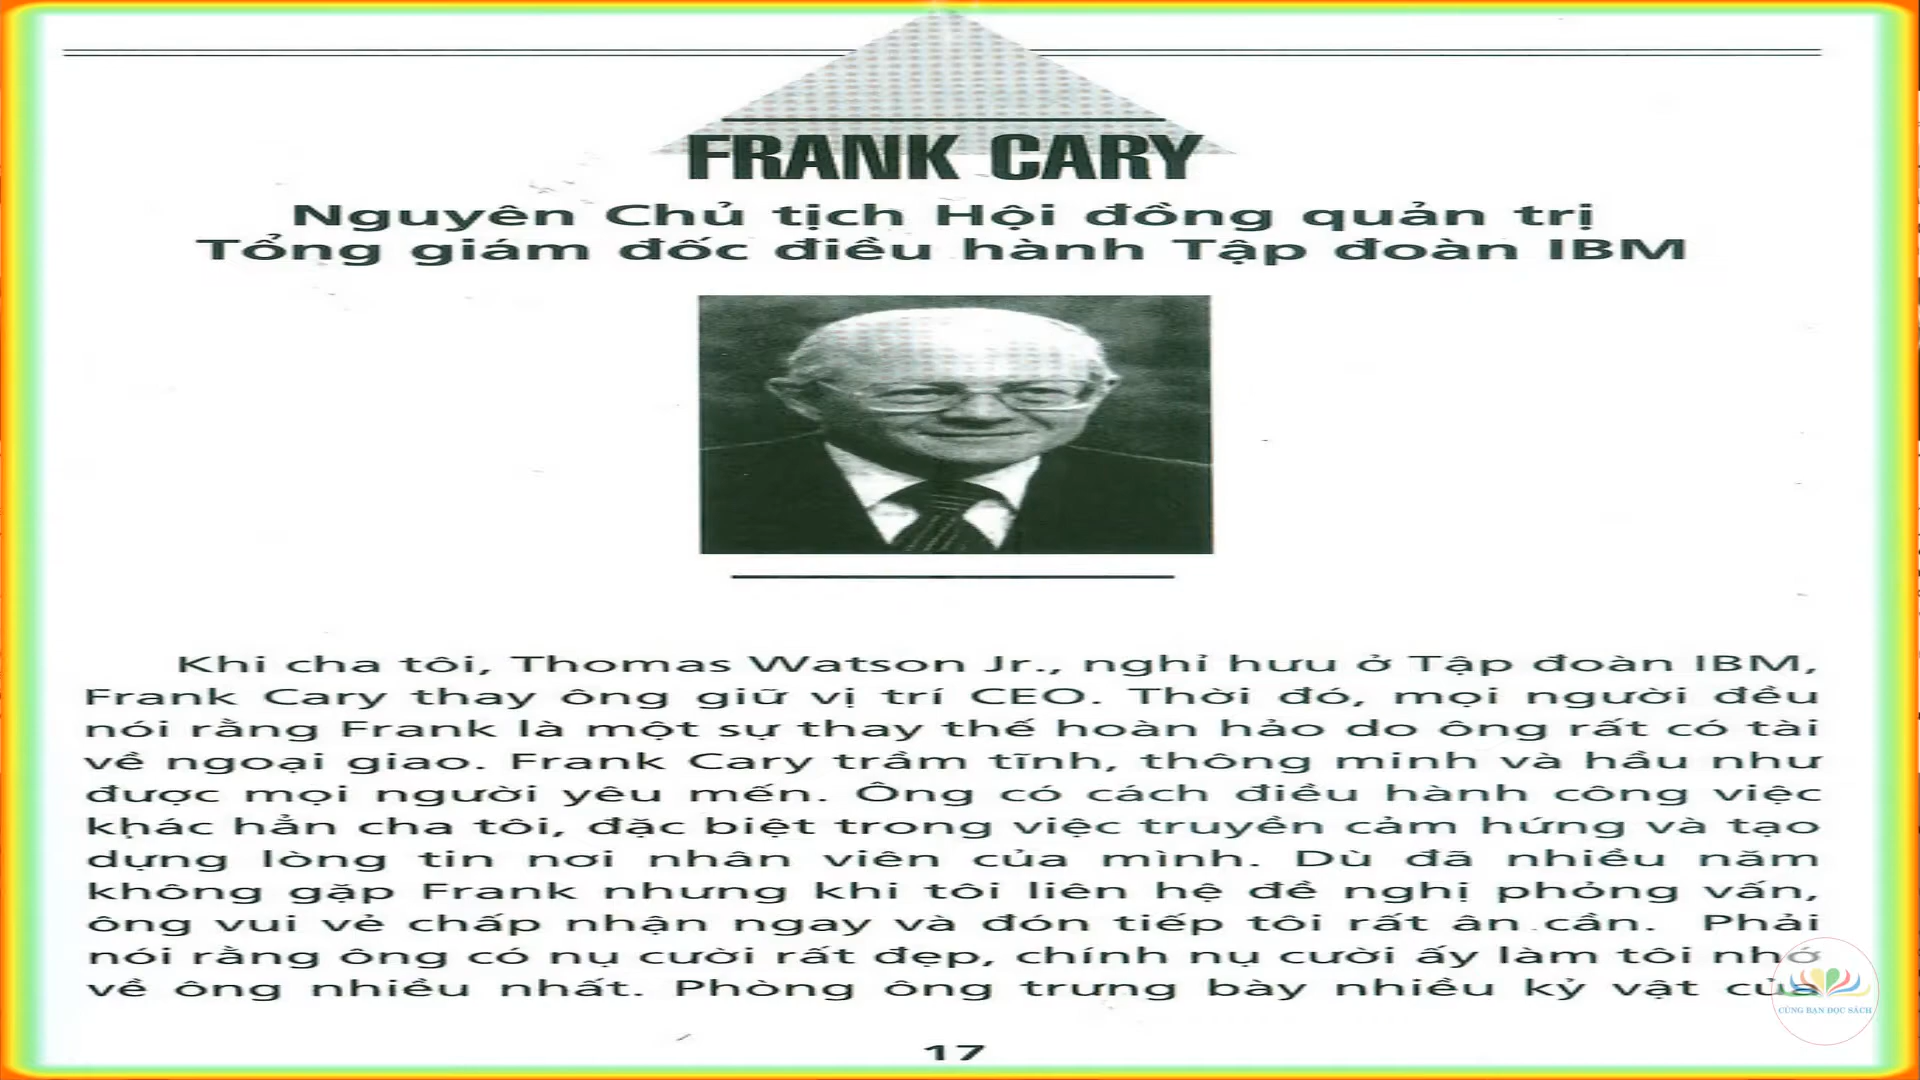 FRANK CARY
Nguyên Chủ tịch Hội đồng quản trị
Tổng giám đốc điều hành Tập đoàn IBM
Khi cha tôi, Thomas Watson Jr., nghỉ hưu ở Tập đoàn IBM,
Frank Cary thay ông giữ vị trí CEO. Thời đó, mọi người đều
nói rằng Frank là một sự thay thế hoàn hảo do ông rất có tài
về ngoại giao. Frank Cary trầm tĩnh, thông minh và hầu như
được mọi người yêu mến. Ông có cách điều hành công việc
khác hẳn cha tôi, đặc biệt trong việc truyền cảm hứng và tạo
dựng lòng tin nơi nhân viên của mình. Dù đã nhiều năm
không gặp Frank nhưng khi tôi liên hệ đề nghị phỏng vấn,
ông vui vẻ chấp nhận ngay và đón tiếp tôi rất ân cần. Phải
nói rằng ông có nụ cười rất đẹp, chính nụ cười ấy làm tôi nhớ
về ông nhiều nhất. Phòng ông trưng bày nhiều kỷ vật của
CÙNG BẠN ĐỌC SÁCH
17